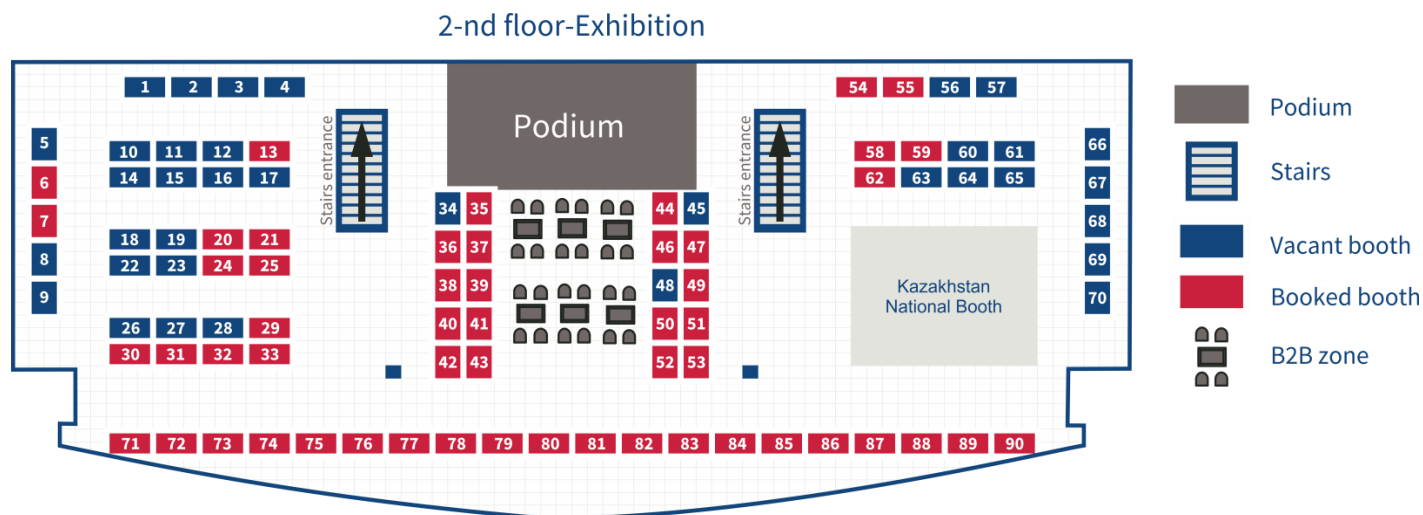 2-nd floor-Exhibition
1 2 3 4
54 55 56 57
Podium
Stairs entrance
Stairs entrance
Podium
5
6
7
8
9
10 11 12 13
14 15 16 17
18 19 20 21
22 23 24 25
26 27 28 29
30 31 32 33
34 35
36 37
38 39
40 41
42 43
44 45
46 47
48 49
50 51
52 53
58 59 60 61
62 63 64 65
Kazakhstan
National Booth
66
67
68
69
70
71 72 73 74 75 76 77 78 79 80 81 82 83 84 85 86 87 88 89 90
Stairs
Vacant booth
Booked booth
B2B zone